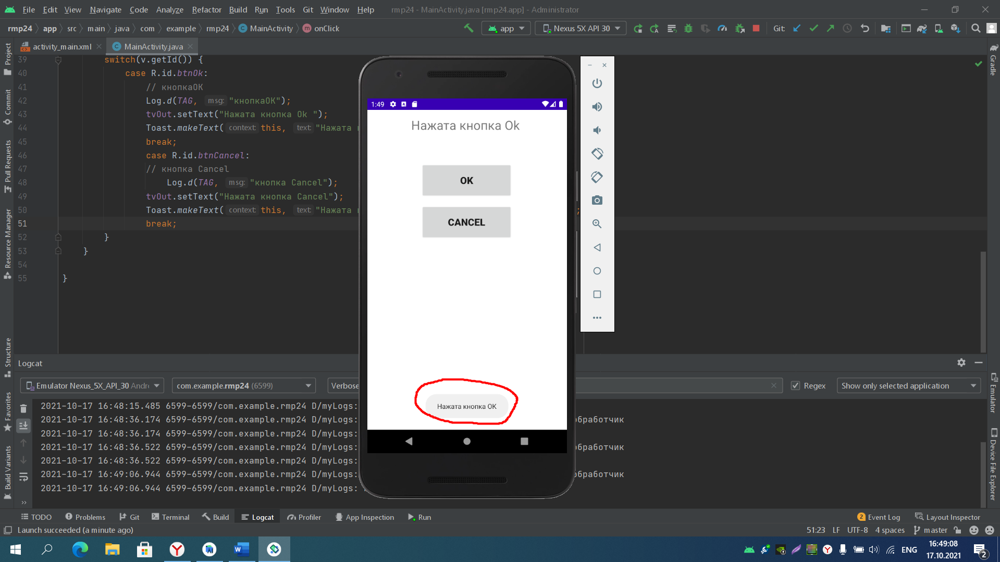 File Edit View Navigate Code Analyze Refactor Build Run Tools Git Window Help rmp24 - MainActivity.java [rmp24.app] - Administrator
rmp24 app src main java com example rmp24 MainActivity onClick app Nexus 5X API 30 Git:
activity_main.xml MainActivity.java
39 switch(v.getId()) {
40 case R.id.btnOk:
41 // кнопкаОК
42 Log.d(TAG, msg: "кнопкаОК");
43 tvOut.setText("Нажата кнопка Ok ");
44 Toast.makeText( context: this, text: "Нажата
45 break;
46 case R.id.btnCancel:
47 // кнопка Cancel
48 Log.d(TAG, msg: "кнопка Cancel");
49 tvOut.setText("Нажата кнопка Cancel");
50 Toast.makeText( context: this, text: "Нажата ;
51 break;
52 }
53 }
54
55 }
Project
Commit
Pull Requests
Resource Manager
Structure
Favorites
Build Variants
1:49
Нажата кнопка Ok
OK
CANCEL
Нажата кнопка ОК
Gradle
Emulator
Device File Explorer
Logcat
Emulator Nexus_5X_API_30 Andr com.example.rmp24 (6599) Verbose Regex Show only selected application
2021-10-17 16:48:15.485 6599-6599/com.example.rmp24 D/myLogs:
2021-10-17 16:48:36.174 6599-6599/com.example.rmp24 D/myLogs: обработчик
2021-10-17 16:48:36.174 6599-6599/com.example.rmp24 D/myLogs:
2021-10-17 16:48:36.522 6599-6599/com.example.rmp24 D/myLogs: обработчик
2021-10-17 16:48:36.522 6599-6599/com.example.rmp24 D/myLogs:
2021-10-17 16:49:06.944 6599-6599/com.example.rmp24 D/myLogs: обработчик
2021-10-17 16:49:06.944 6599-6599/com.example.rmp24 D/myLogs:
TODO Problems Git Terminal Build Logcat Profiler App Inspection Run 2 Event Log Layout Inspector
Launch succeeded (a minute ago) 51:23 LF UTF-8 4 spaces master
ENG 16:49:08
17.10.2021 2